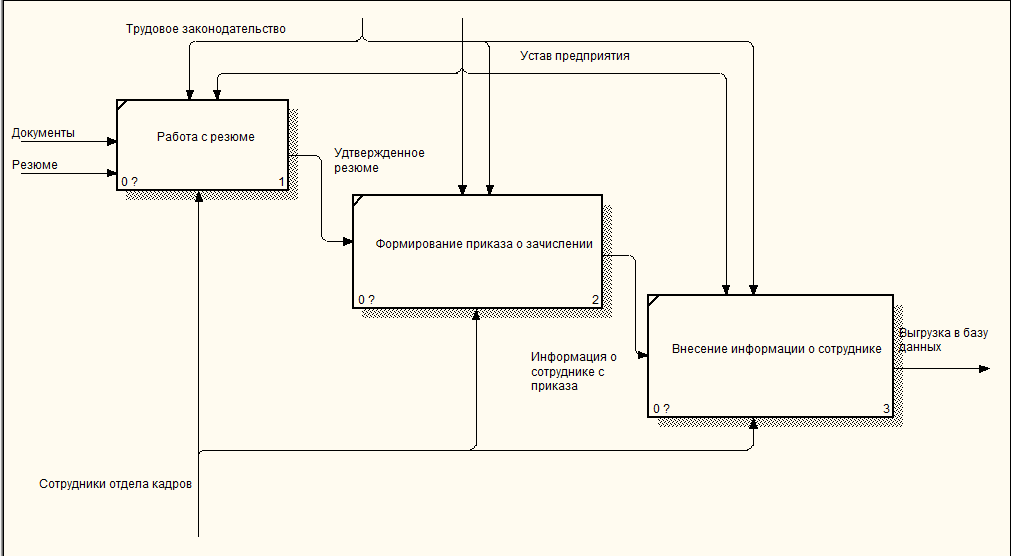 Трудовое законодательство
Устав предприятия
Документы
Резюме
Работа с резюме
0 ?
1
Удтвержденное
резюме
Формирование приказа о зачислении
0 ?
2
Информация о
сотруднике с
приказа
Внесение информации о сотруднике
0 ?
3
Выгрузка в базу
данных
Сотрудники отдела кадров